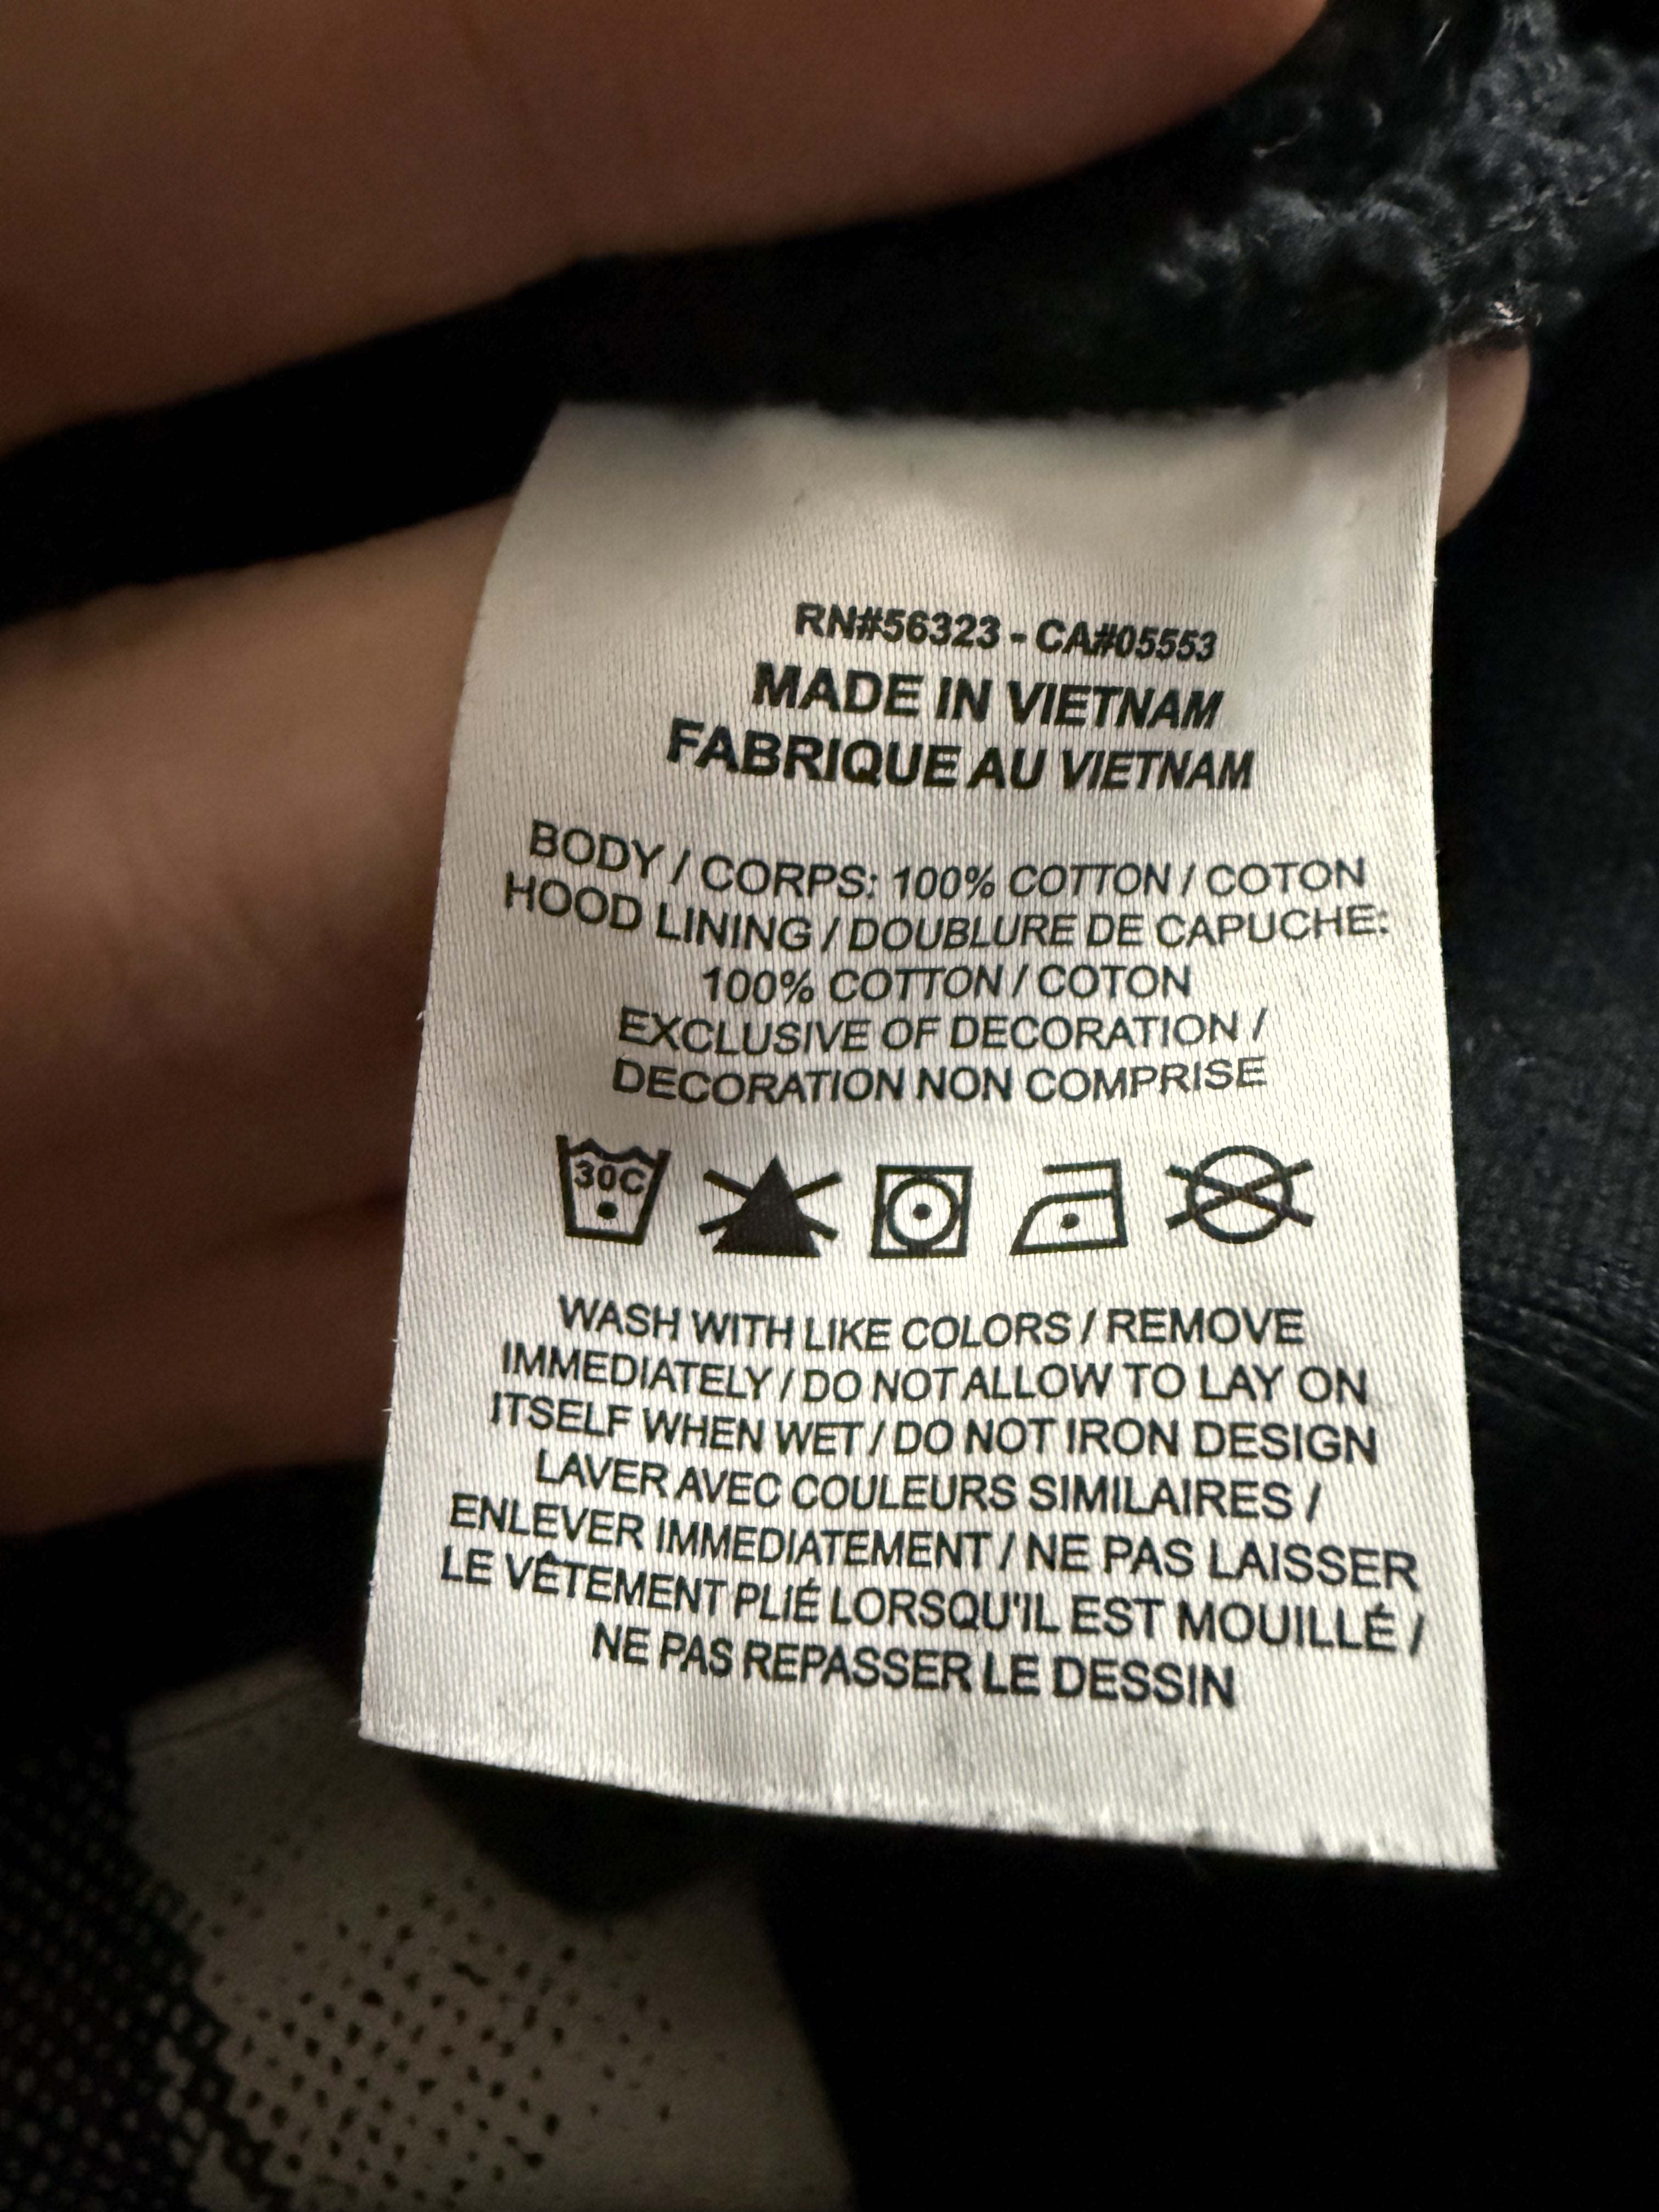 RN#56323 - CA#05553
MADE IN VIETNAM
FABRIQUE AU VIETNAM
BODY / CORPS: 100% COTTON / COTON
HOOD LINING / DOUBLURE DE CAPUCHE:
100% COTTON / COTON
EXCLUSIVE OF DECORATION /
DECORATION NON COMPRISE
30C
WASH WITH LIKE COLORS / REMOVE
IMMEDIATELY / DO NOT ALLOW TO LAY ON
ITSELF WHEN WET / DO NOT IRON DESIGN
LAVER AVEC COULEURS SIMILAIRES /
ENLEVER IMMEDIATEMENT / NE PAS LAISSER
LE VÊTEMENT PLIÉ LORSQU'IL EST MOUILLÉ /
NE PAS REPASSER LE DESSIN